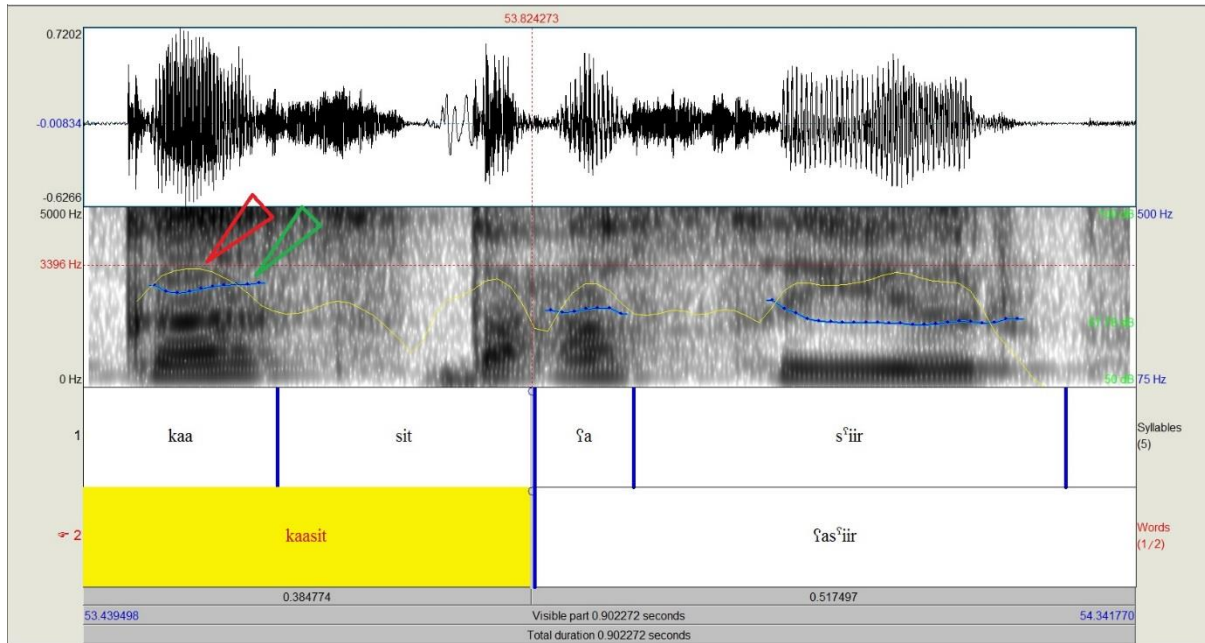 53.824273
0.7202
-0.00834
-0.6266
5000 Hz
500 Hz
3396 Hz
0 Hz
50 dB 75 Hz
1 kaa sit ʕa sˤiir Syllables
(5)
☞ 2 kaasit ʕasˤiir Words
(1/2)
0.384774 0.517497
53.439498 Visible part 0.902272 seconds 54.341770
Total duration 0.902272 seconds